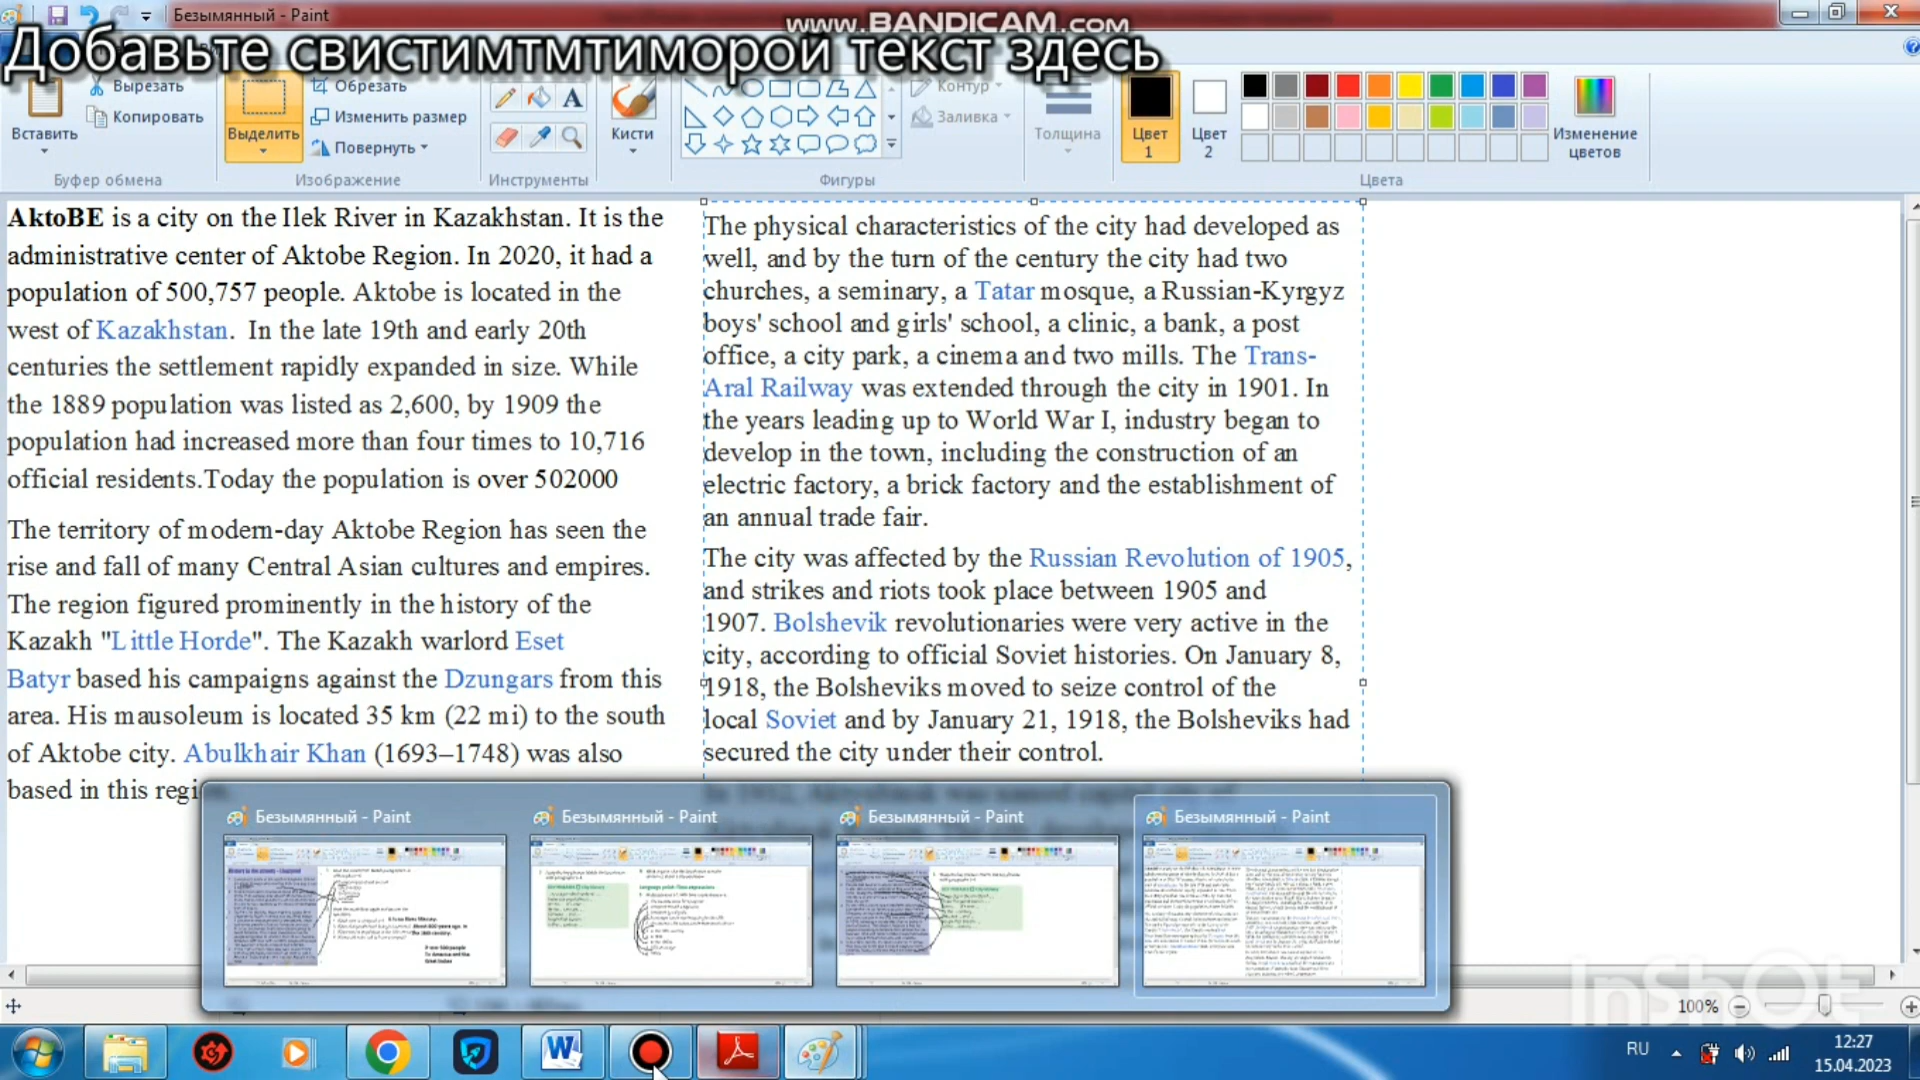 Безымянный - Paint
www.BANDICAM.com
Добавьте свистимтмтиморой текст здесь
Вставить
Вырезать
Копировать
Буфер обмена
Выделить
Обрезать
Изменить размер
Повернуть
Изображение
Инструменты
Кисти
Фигуры
Контур
Заливка
Толщина
Цвет
1
Цвет
2
Изменение
цветов
Цвета
AktoBE is a city on the Ilek River in Kazakhstan. It is the
administrative center of Aktobe Region. In 2020, it had a
population of 500,757 people. Aktobe is located in the
west of Kazakhstan.  In the late 19th and early 20th
centuries the settlement rapidly expanded in size. While
the 1889 population was listed as 2,600, by 1909 the
population had increased more than four times to 10,716
official residents.Today the population is over 502000
The territory of modern-day Aktobe Region has seen the
rise and fall of many Central Asian cultures and empires.
The region figured prominently in the history of the
Kazakh "Little Horde". The Kazakh warlord Eset
Batyr based his campaigns against the Dzungars from this
area. His mausoleum is located 35 km (22 mi) to the south
of Aktobe city. Abulkhair Khan (1693–1748) was also
based in this regi
The physical characteristics of the city had developed as
well, and by the turn of the century the city had two
churches, a seminary, a Tatar mosque, a Russian-Kyrgyz
boys' school and girls' school, a clinic, a bank, a post
office, a city park, a cinema and two mills. The Trans-
Aral Railway was extended through the city in 1901. In
the years leading up to World War I, industry began to
develop in the town, including the construction of an
electric factory, a brick factory and the establishment of
an annual trade fair.
The city was affected by the Russian Revolution of 1905,
and strikes and riots took place between 1905 and
1907. Bolshevik revolutionaries were very active in the
city, according to official Soviet histories. On January 8,
1918, the Bolsheviks moved to seize control of the
local Soviet and by January 21, 1918, the Bolsheviks had
secured the city under their control.
Безымянный - Paint
Безымянный - Paint
Безымянный - Paint
Безымянный - Paint
InShOt
100%
RU
12:27
15.04.2023